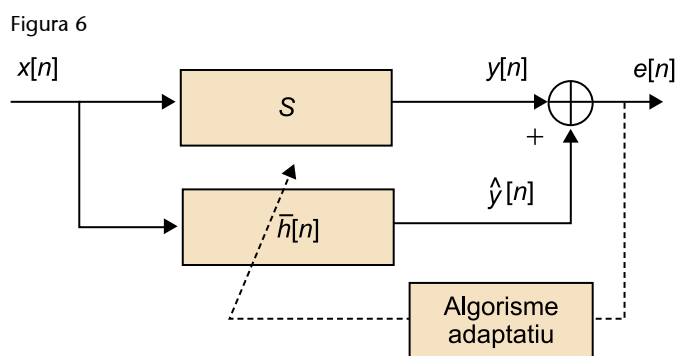 Figura 6
x[n]
S
y[n]
e[n]
+
h̅[n]
ŷ[n]
Algorisme
adaptatiu